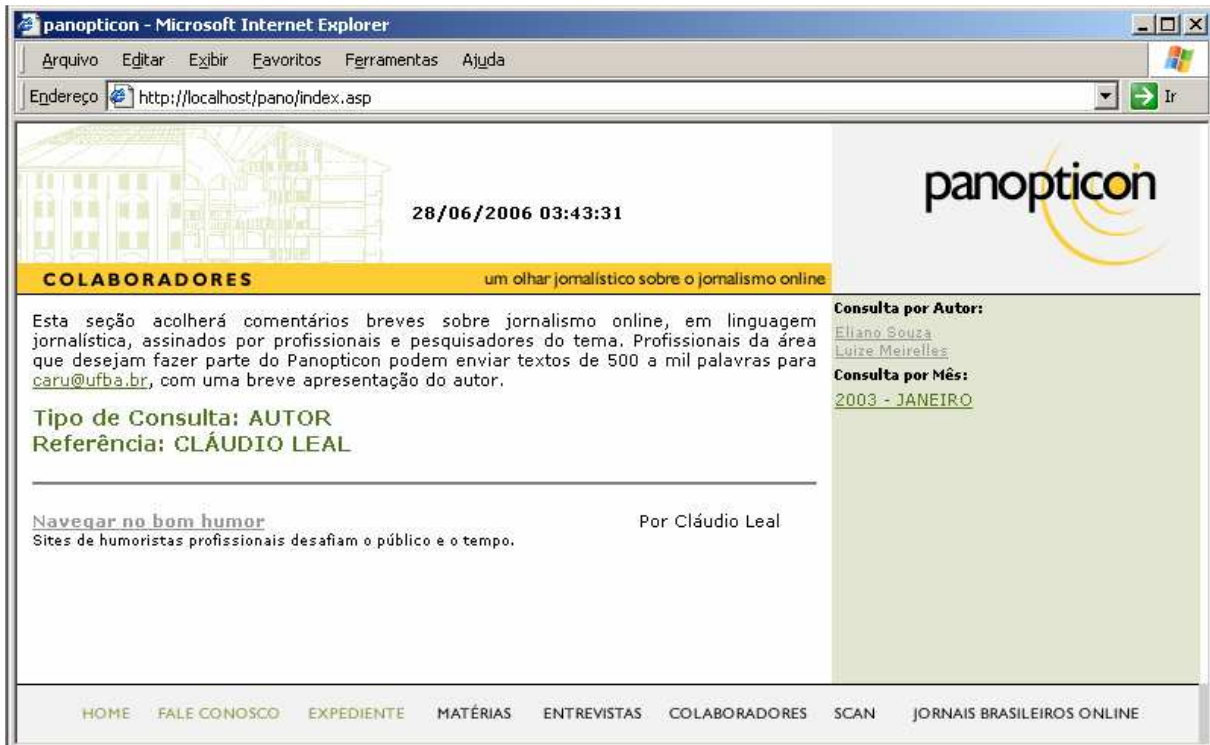 panopticon - Microsoft Internet Explorer
Arquivo Editar Exibir Favoritos Ferramentas Ajuda
Endereço http://localhost/pano/index.asp Ir
panopticon
28/06/2006 03:43:31
COLABORADORES um olhar jornalístico sobre o jornalismo online
Esta seção acolherá comentários breves sobre jornalismo online, em linguagem
jornalística, assinados por profissionais e pesquisadores do tema. Profissionais da área
que desejam fazer parte do Panopticon podem enviar textos de 500 a mil palavras para
caru@ufba.br, com uma breve apresentação do autor.
Tipo de Consulta: AUTOR
Referência: CLÁUDIO LEAL
Navegar no bom humor Por Cláudio Leal
Sites de humoristas profissionais desafiam o público e o tempo.
Consulta por Autor:
Eliano Souza
Luize Meirelles
Consulta por Mês:
2003 - JANEIRO
HOME FALE CONOSCO EXPEDIENTE MATÉRIAS ENTREVISTAS COLABORADORES SCAN JORNAIS BRASILEIROS ONLINE